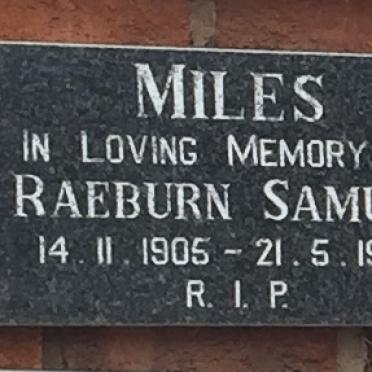 MILES
IN LOVING MEMORY
RAEBURN SAMU
14.11.1905 - 21.5.19
R.I.P.